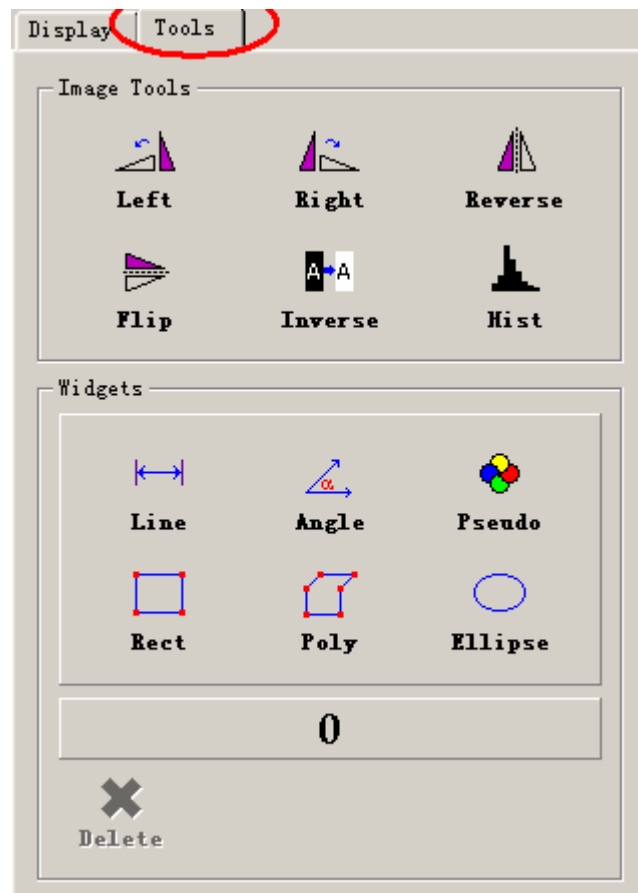 Display Tools
Image Tools
Left Right Reverse
A A
Flip Inverse Hist
Widgets
α
Line Angle Pseudo
Rect Poly Ellipse
0
Delete